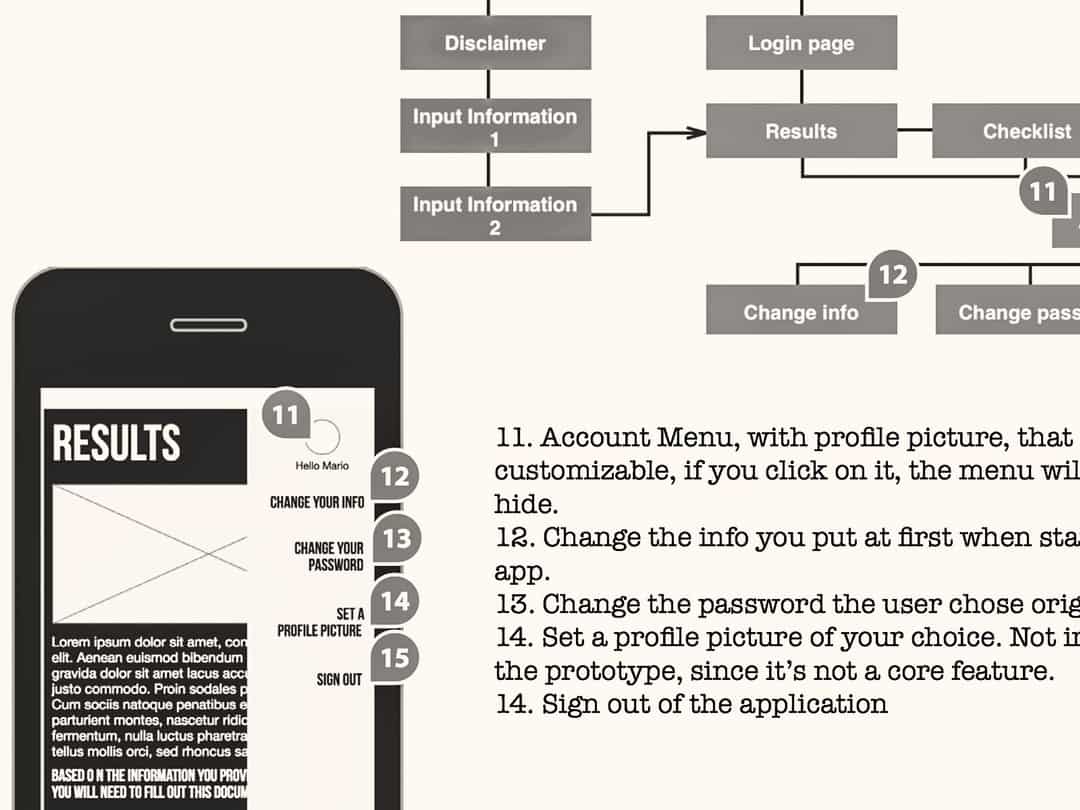 Disclaimer
Login page
Input Information
1
Results
Checklist
Input Information
2
11
12
Change info
Change pass
RESULTS
11
Hello Mario
12
CHANGE YOUR INFO
13
CHANGE YOUR
PASSWORD
14
SET A
PROFILE PICTURE
15
SIGN OUT
Lorem ipsum dolor sit amet, con
elit. Aenean euismod bibendum
gravida dolor sit amet lacus acc
justo commodo. Proin sodales p
Cum sociis natoque penatibus e
parturient montes, nascetur ridic
fermentum, nulla luctus pharetra
tellus mollis orci, sed rhoncus sa
BASED O N THE INFORMATION YOU PROV
YOU WILL NEED TO FILL OUT THIS DOCUM
11. Account Menu, with profile picture, that
customizable, if you click on it, the menu wil
hide.
12. Change the info you put at first when sta
app.
13. Change the password the user chose orig
14. Set a profile picture of your choice. Not in
the prototype, since it's not a core feature.
14. Sign out of the application